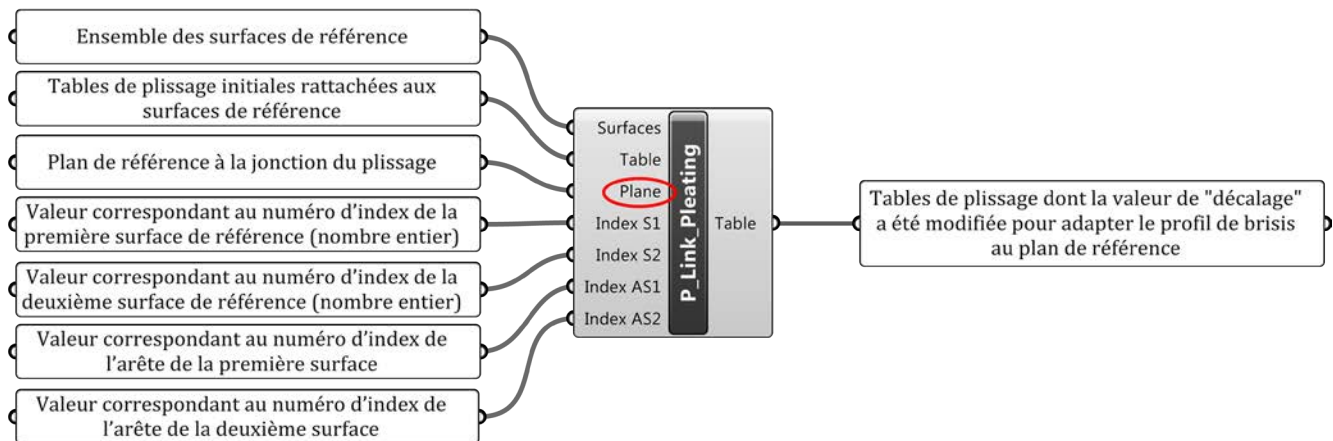 Ensemble des surfaces de référence
Tables de plissage initiales rattachées aux
surfaces de référence
Plan de référence à la jonction du plissage
Valeur correspondant au numéro d’index de la
première surface de référence (nombre entier)
Valeur correspondant au numéro d’index de la
deuxième surface de référence (nombre entier)
Valeur correspondant au numéro d’index de
l’arête de la première surface
Valeur correspondant au numéro d’index de
l’arête de la deuxième surface
Surfaces
Table
Plane
Index S1
Index S2
Index AS1
Index AS2
P_Link_Pleating
Table
Tables de plissage dont la valeur de "décalage"
a été modifiée pour adapter le profil de brisis
au plan de référence